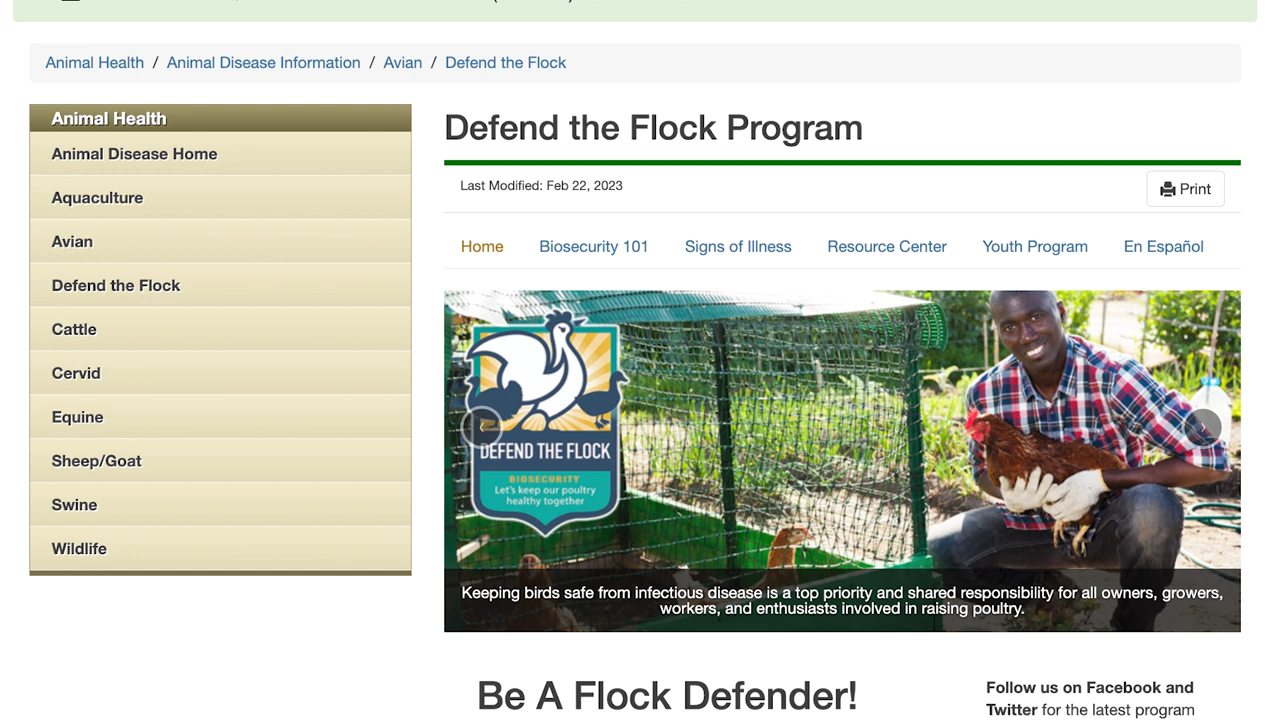 Animal Health / Animal Disease Information / Avian / Defend the Flock
Animal Health
Animal Disease Home
Aquaculture
Avian
Defend the Flock
Cattle
Cervid
Equine
Sheep/Goat
Swine
Wildlife
Defend the Flock Program
Last Modified: Feb 22, 2023
Print
Home Biosecurity 101 Signs of Illness Resource Center Youth Program En Español
DEFEND THE FLOCK
BIOSECURITY
Let's keep our poultry
healthy together
Keeping birds safe from infectious disease is a top priority and shared responsibility for all owners, growers,
workers, and enthusiasts involved in raising poultry.
Be A Flock Defender!
Follow us on Facebook and
Twitter for the latest program